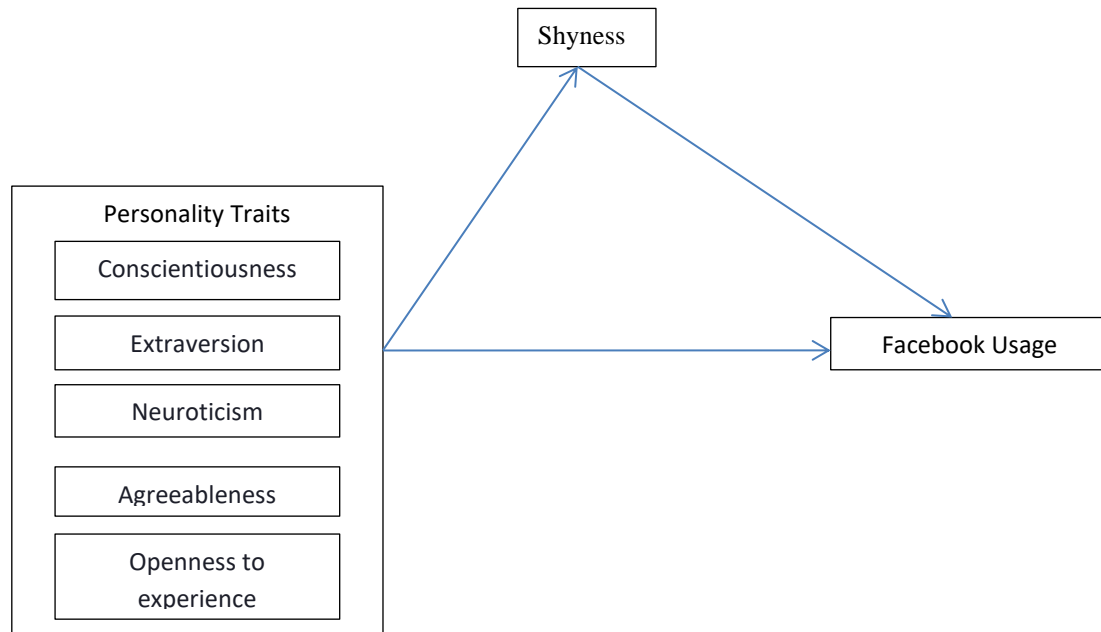 Shyness
Personality Traits
Conscientiousness
Extraversion
Facebook Usage
Neuroticism
Agreeableness
Openness to
experience